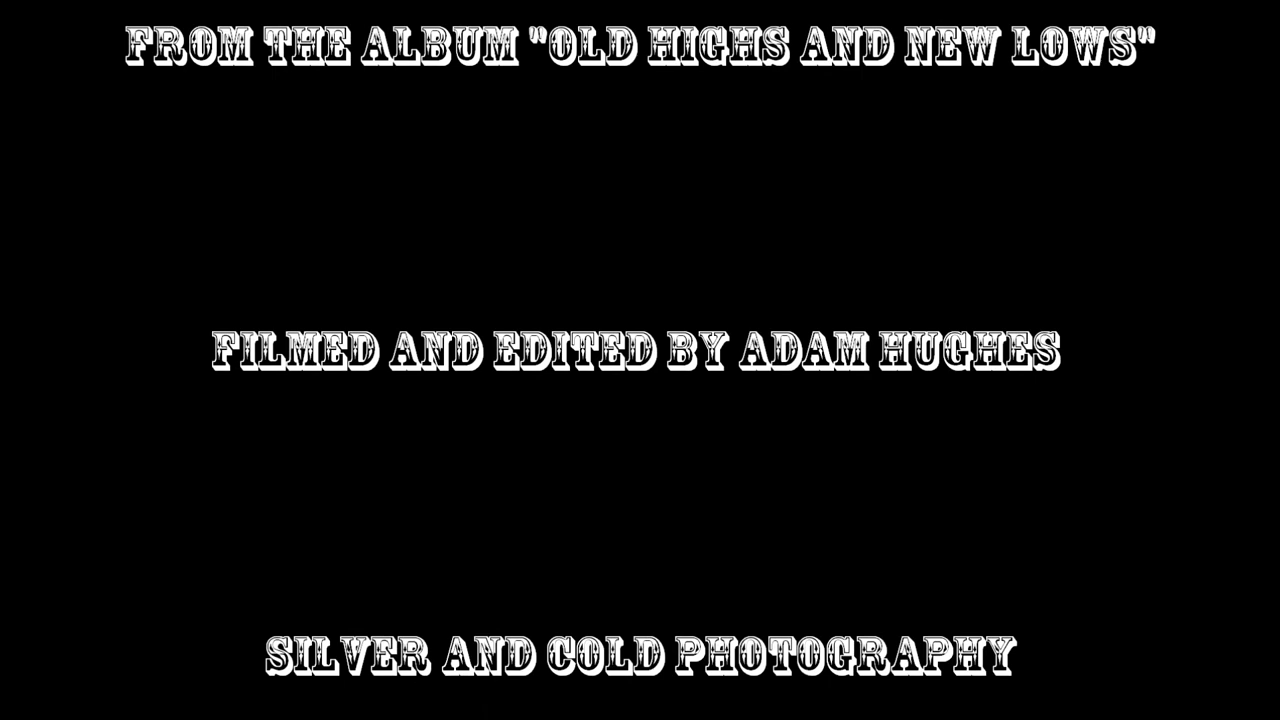 FROM THE ALBUM "OLD HIGHS AND NEW LOWS"
FILMED AND EDITED BY ADAM HUGHES
SILVER AND COLD PHOTOGRAPHY